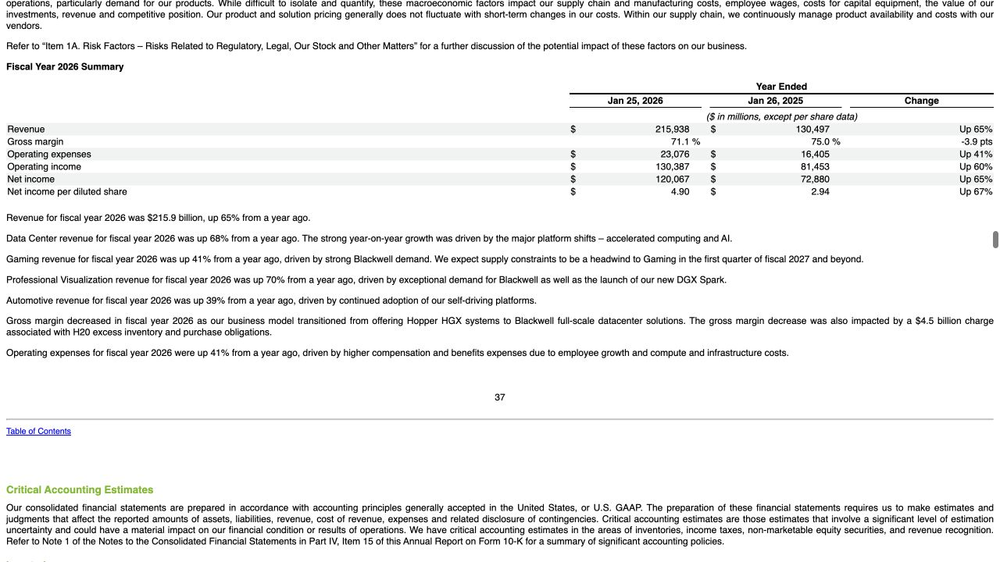 operations, particularly demand for our products. While difficult to isolate and quantify, these macroeconomic factors impact our supply chain and manufacturing costs, employee wages, costs for capital equipment, the value of our
investments, revenue and competitive position. Our product and solution pricing generally does not fluctuate with short-term changes in our costs. Within our supply chain, we continuously manage product availability and costs with our
vendors.
Refer to “Item 1A. Risk Factors – Risks Related to Regulatory, Legal, Our Stock and Other Matters” for a further discussion of the potential impact of these factors on our business.
Fiscal Year 2026 Summary
Year Ended
Jan 25, 2026 Jan 26, 2025 Change
($ in millions, except per share data)
Revenue $ 215,938 $ 130,497 Up 65%
Gross margin 71.1 % 75.0 % -3.9 pts
Operating expenses $ 23,076 $ 16,405 Up 41%
Operating income $ 130,387 $ 81,453 Up 60%
Net income $ 120,067 $ 72,880 Up 65%
Net income per diluted share $ 4.90 $ 2.94 Up 67%
Revenue for fiscal year 2026 was $215.9 billion, up 65% from a year ago.
Data Center revenue for fiscal year 2026 was up 68% from a year ago. The strong year-on-year growth was driven by the major platform shifts – accelerated computing and AI.
Gaming revenue for fiscal year 2026 was up 41% from a year ago, driven by strong Blackwell demand. We expect supply constraints to be a headwind to Gaming in the first quarter of fiscal 2027 and beyond.
Professional Visualization revenue for fiscal year 2026 was up 70% from a year ago, driven by exceptional demand for Blackwell as well as the launch of our new DGX Spark.
Automotive revenue for fiscal year 2026 was up 39% from a year ago, driven by continued adoption of our self-driving platforms.
Gross margin decreased in fiscal year 2026 as our business model transitioned from offering Hopper HGX systems to Blackwell full-scale datacenter solutions. The gross margin decrease was also impacted by a $4.5 billion charge
associated with H20 excess inventory and purchase obligations.
Operating expenses for fiscal year 2026 were up 41% from a year ago, driven by higher compensation and benefits expenses due to employee growth and compute and infrastructure costs.
37
Table of Contents
Critical Accounting Estimates
Our consolidated financial statements are prepared in accordance with accounting principles generally accepted in the United States, or U.S. GAAP. The preparation of these financial statements requires us to make estimates and
judgments that affect the reported amounts of assets, liabilities, revenue, cost of revenue, expenses and related disclosure of contingencies. Critical accounting estimates are those estimates that involve a significant level of estimation
uncertainty and could have a material impact on our financial condition or results of operations. We have critical accounting estimates in the areas of inventories, income taxes, non-marketable equity securities, and revenue recognition.
Refer to Note 1 of the Notes to the Consolidated Financial Statements in Part IV, Item 15 of this Annual Report on Form 10-K for a summary of significant accounting policies.